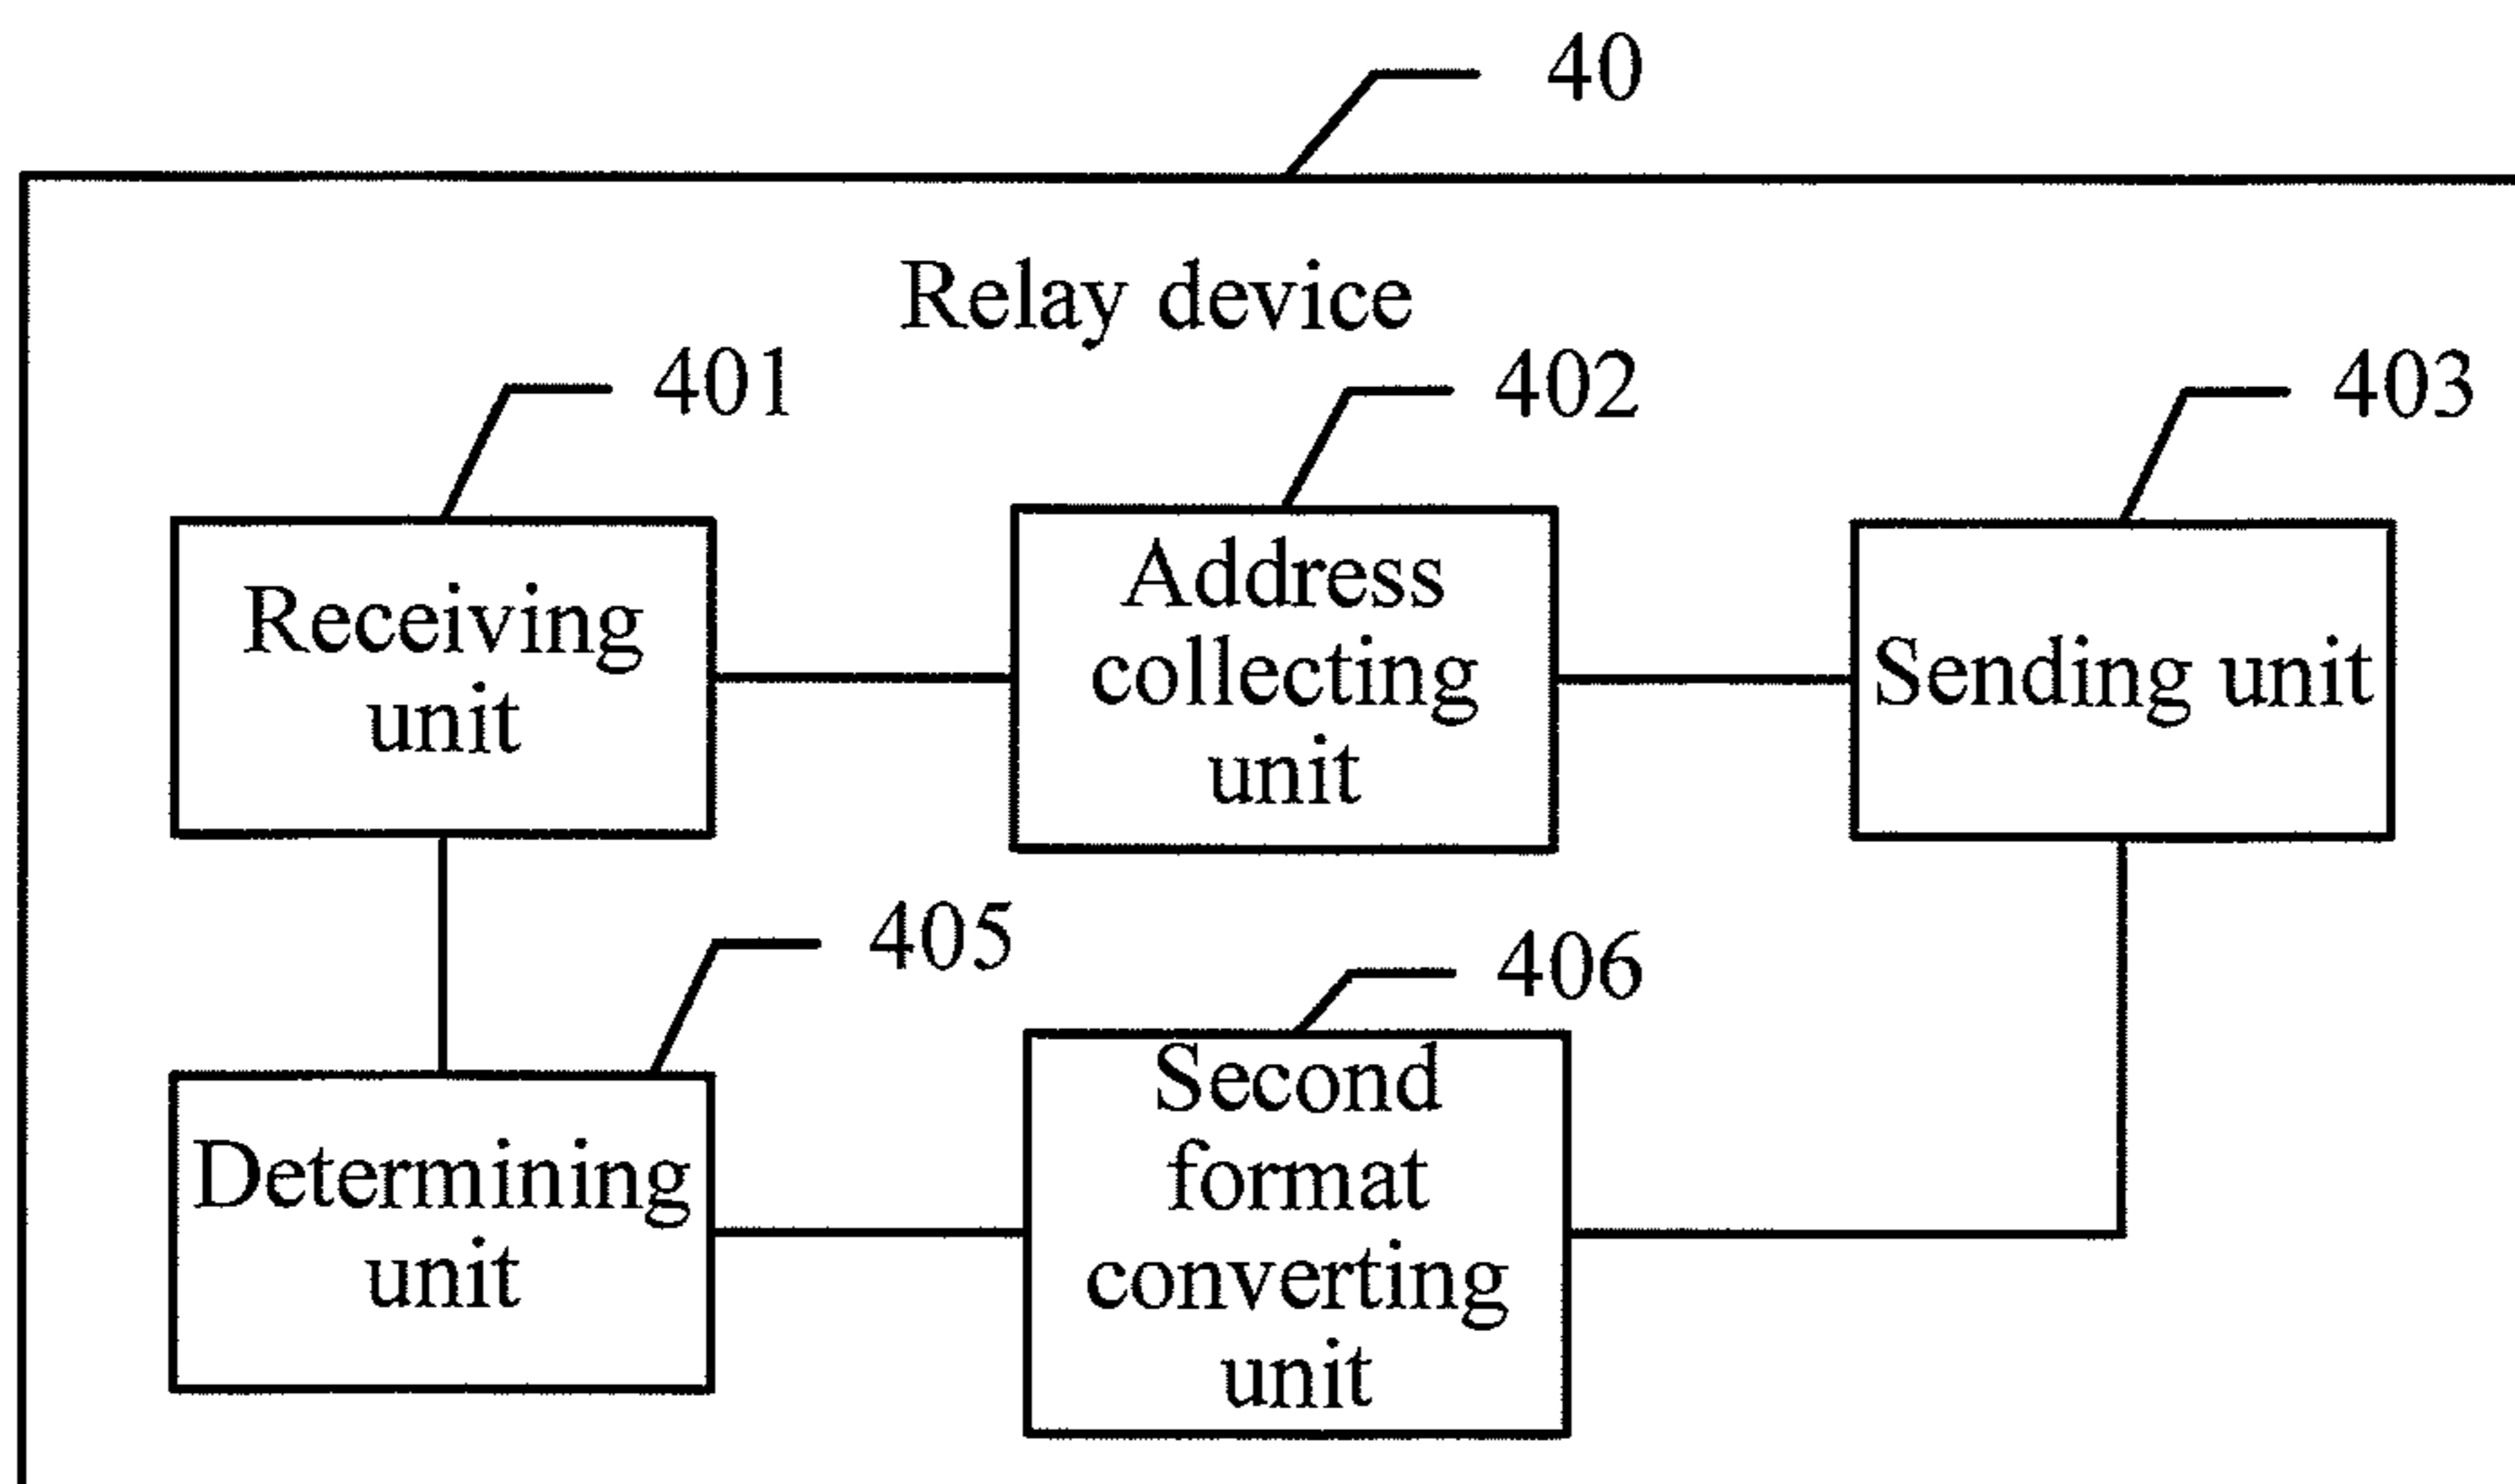 40
Relay device
401
402
403
Receiving
unit
Address
collecting
unit
Sending unit
405
406
Determining
unit
Second
format
converting
unit